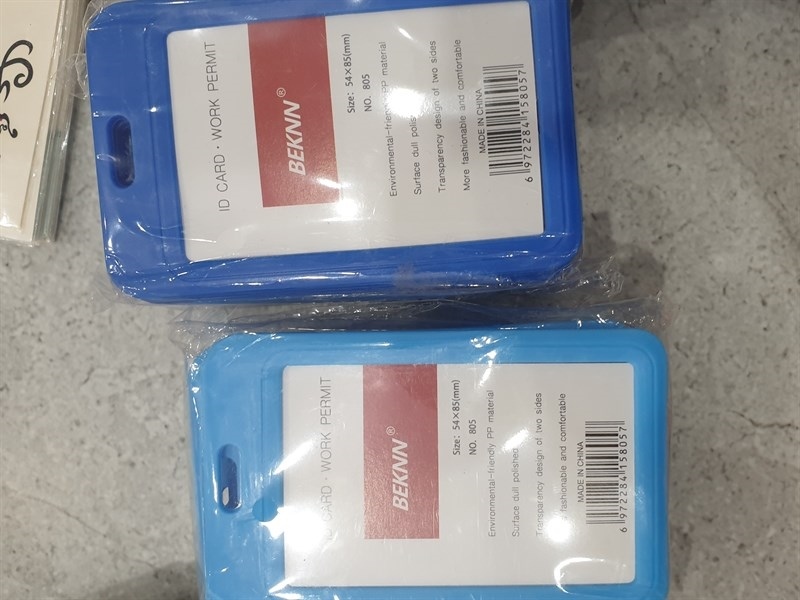 ID CARD · WORK PERMIT
BEKNN®
Size: 54×85(mm)
NO. 805
Environmental-friendly PP material
Surface dull polished
Transparency design of two sides
More fashionable and comfortable
MADE IN CHINA
6 972284 158057
ID CARD · WORK PERMIT
BEKNN®
Size: 54×85(mm)
NO. 805
Environmental-friendly PP material
Surface dull polished
Transparency design of two sides
fashionable and comfortable
MADE IN CHINA
6 972284 158057